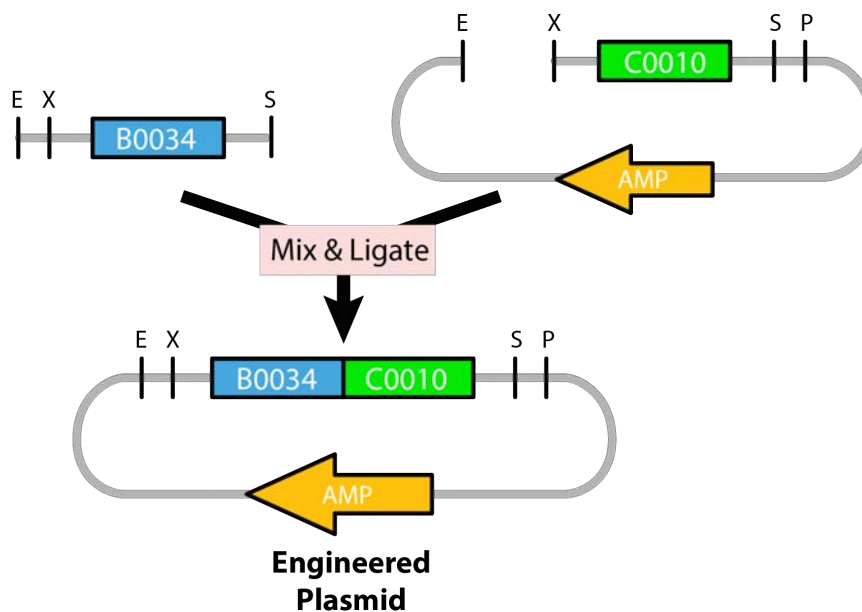 E X S P
C0010
E X S
B0034
AMP
Mix & Ligate
E X S P
B0034 C0010
AMP
Engineered
Plasmid